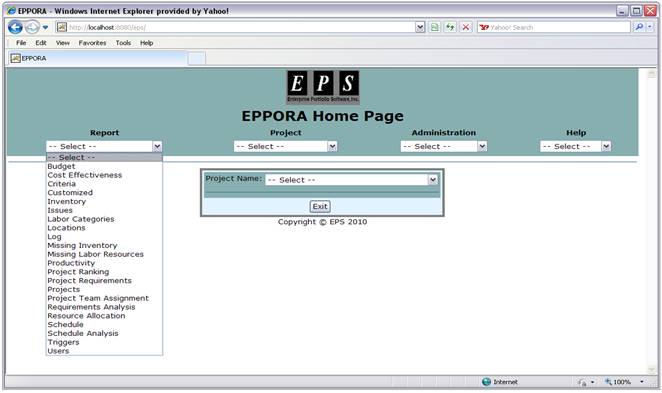 EPPORA - Windows Internet Explorer provided by Yahoo!
http://localhost:8080/eps/
Yahoo! Search
File Edit View Favorites Tools Help
EPPORA
E P S
Enterprise Portfolio Software, Inc.
EPPORA Home Page
Report Project Administration Help
-- Select -- -- Select -- -- Select -- -- Select --
-- Select --
Budget
Cost Effectiveness
Criteria
Customized
Inventory
Issues
Labor Categories
Locations
Log
Missing Inventory
Missing Labor Resources
Productivity
Project Ranking
Project Requirements
Projects
Project Team Assignment
Requirements Analysis
Resource Allocation
Schedule
Schedule Analysis
Triggers
Users
Project Name: -- Select --
Exit
Copyright © EPS 2010
Internet 100%